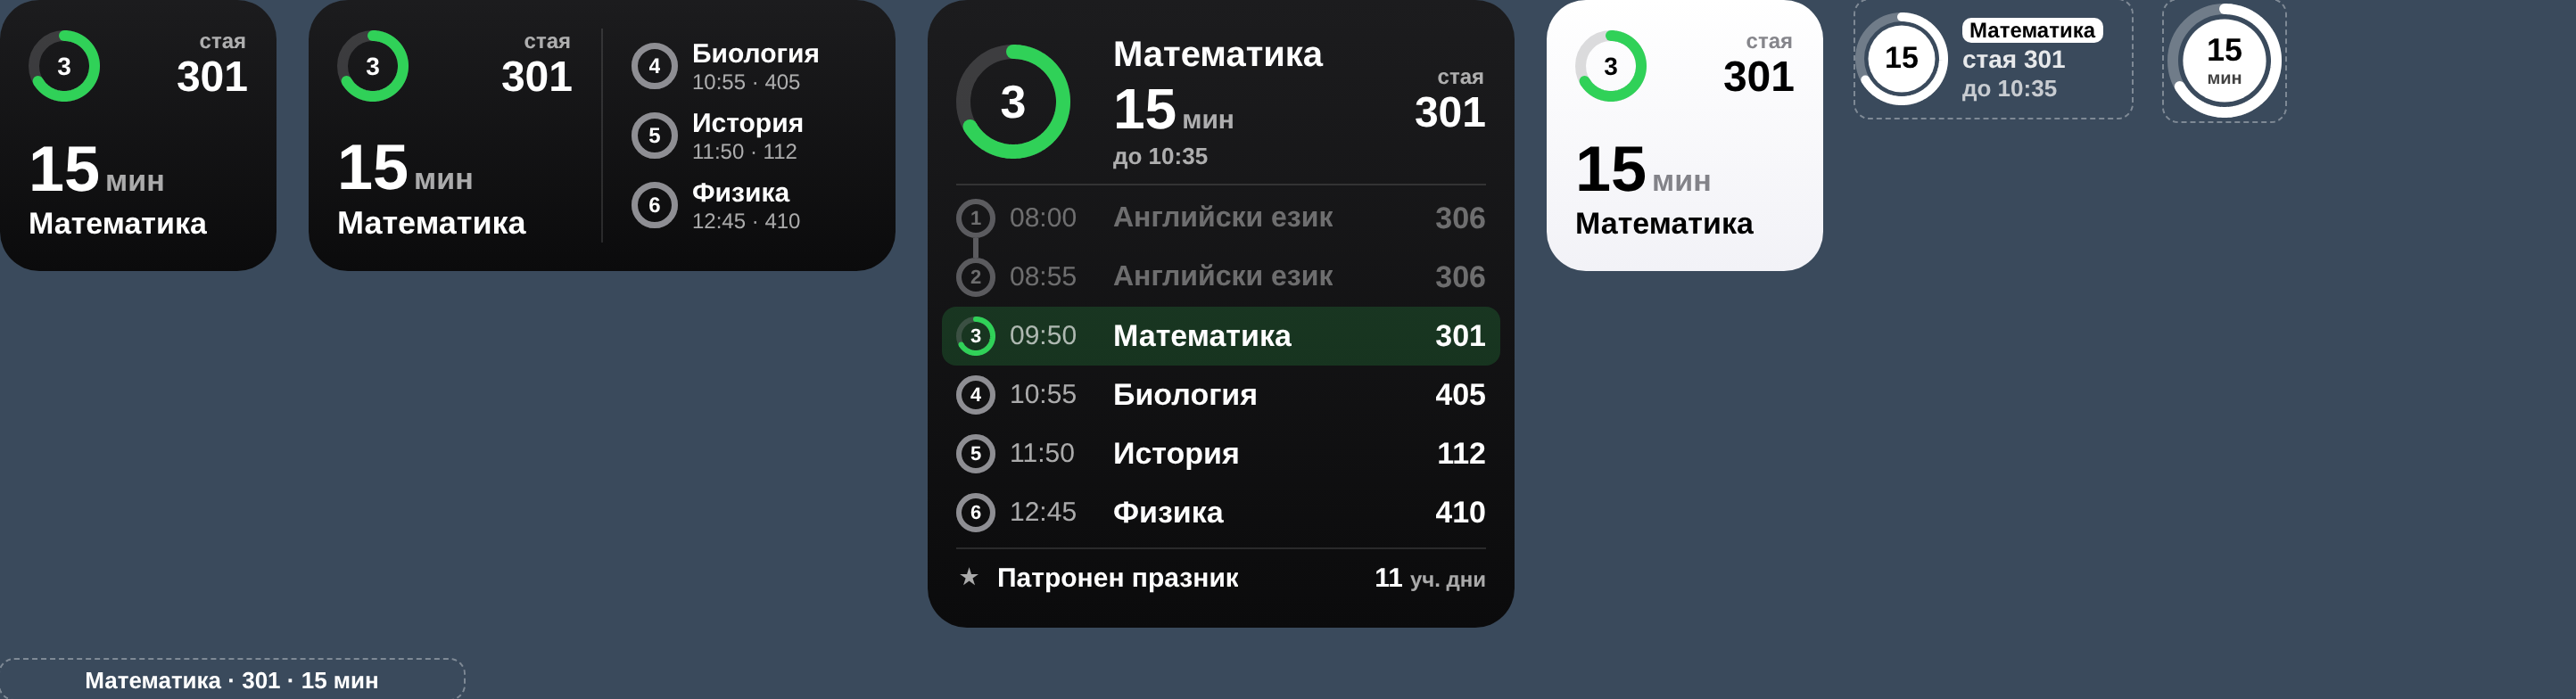 3
стая
301
15 мин
Математика
3
стая
301
15 мин
Математика
4 Биология
10:55 · 405
5 История
11:50 · 112
6 Физика
12:45 · 410
3
Математика
15 мин
до 10:35
стая
301
1 08:00 Английски език 306
2 08:55 Английски език 306
3 09:50 Математика 301
4 10:55 Биология 405
5 11:50 История 112
6 12:45 Физика 410
★ Патронен празник 11 уч. дни
3
стая
301
15 мин
Математика
15
Математика
стая 301
до 10:35
15
мин
Математика · 301 · 15 мин